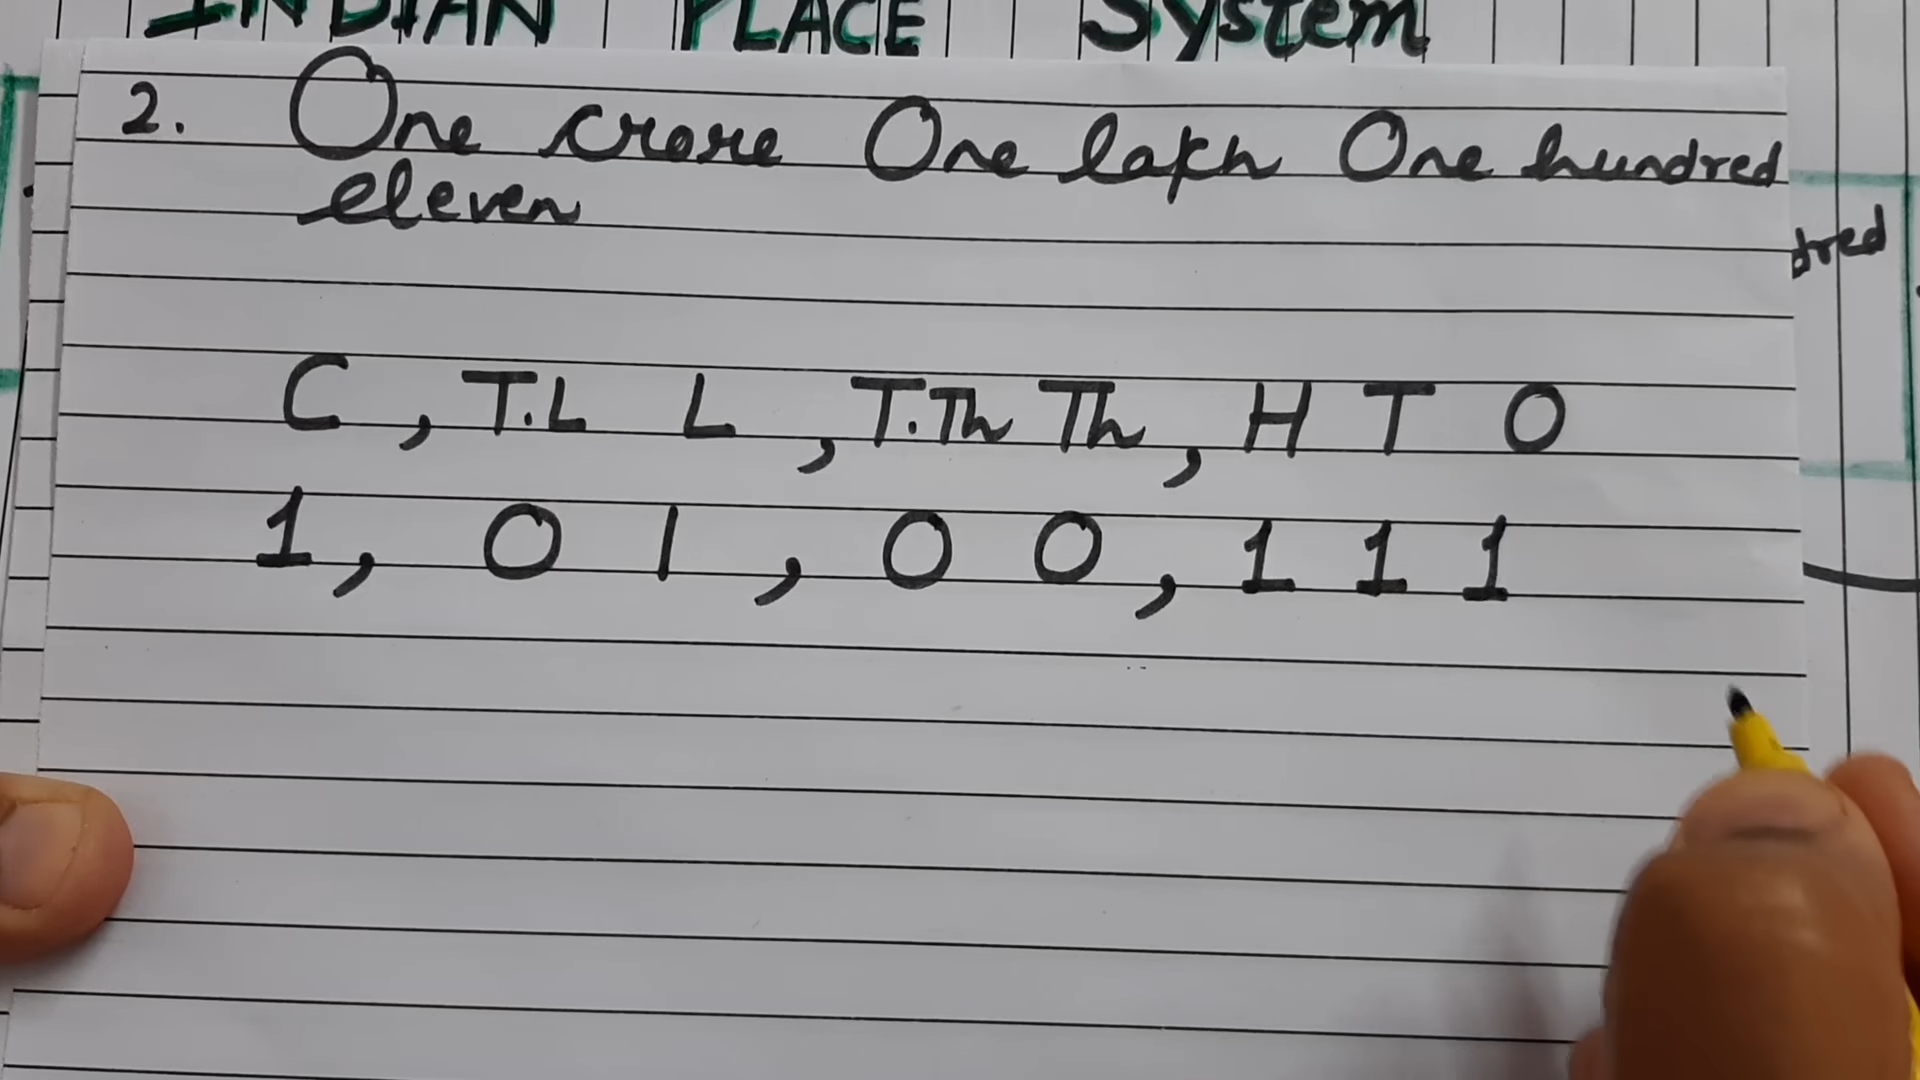 INDIAN PLACE System
2. One crore One lakh One hundred
eleven
dred
C , T.L L , T.Th Th , H T O
1, 0 1 , 0 0 , 1 1 1